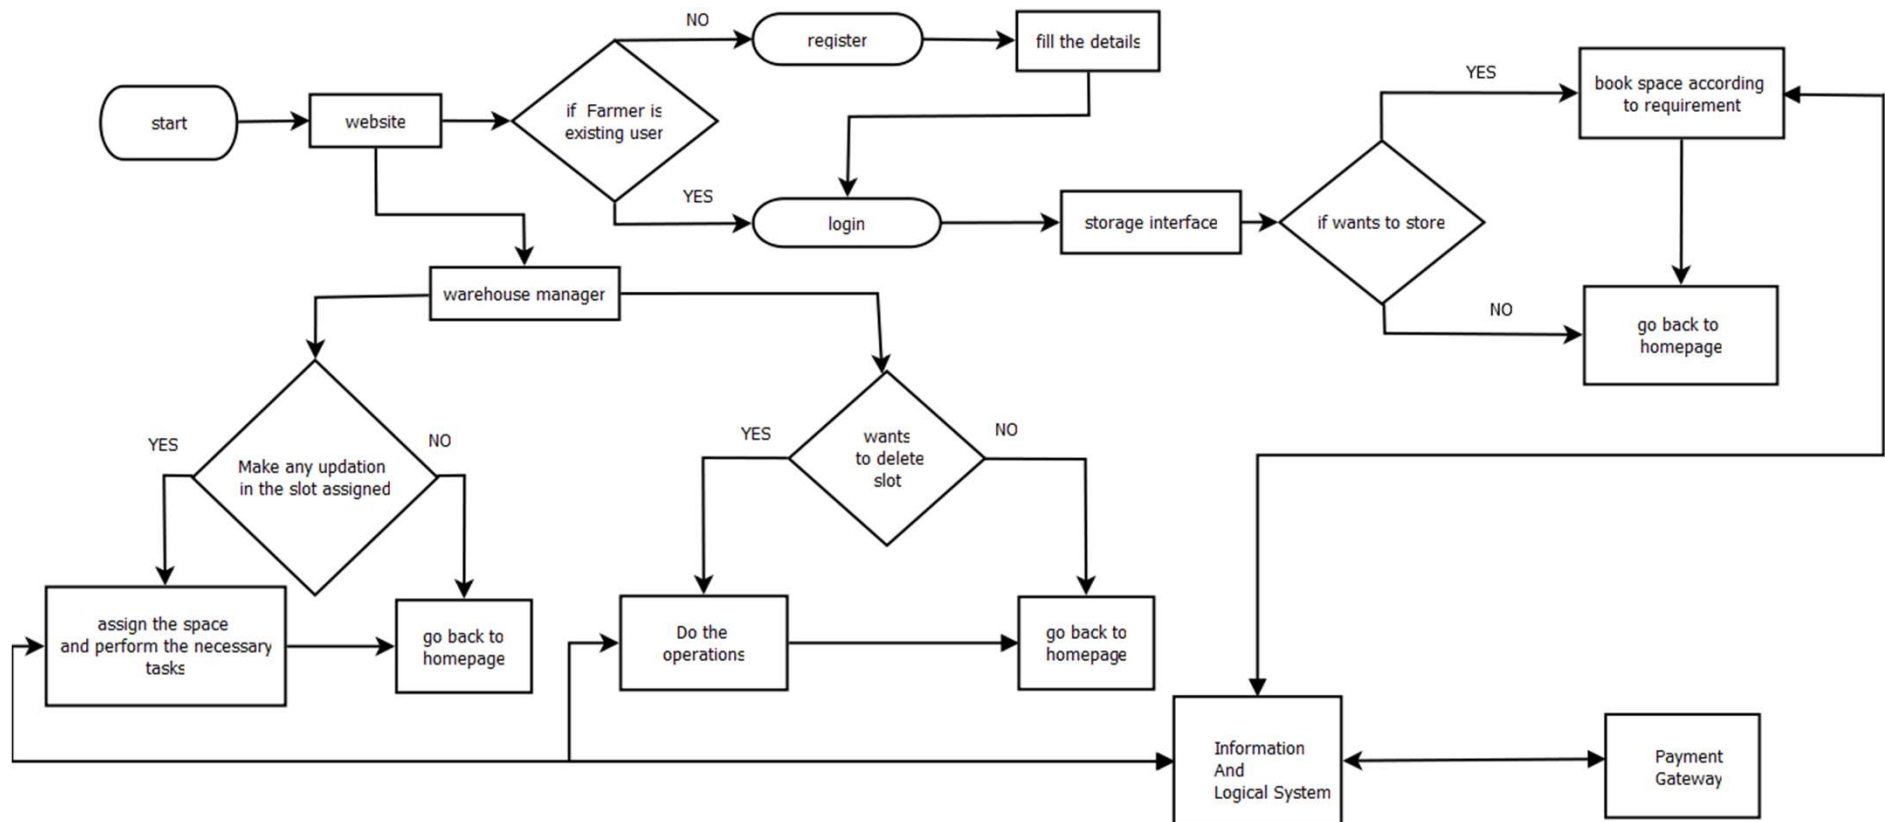 NO
register
fill the details
start
website
if Farmer is
existing user
YES
book space according
to requirement
YES
login
storage interface
if wants to store
warehouse manager
NO
go back to
homepage
YES
NO
Make any updation
in the slot assigned
YES
NO
wants
to delete
slot
assign the space
and perform the necessary
tasks
go back to
homepage
Do the
operations
go back to
homepage
Information
And
Logical System
Payment
Gateway